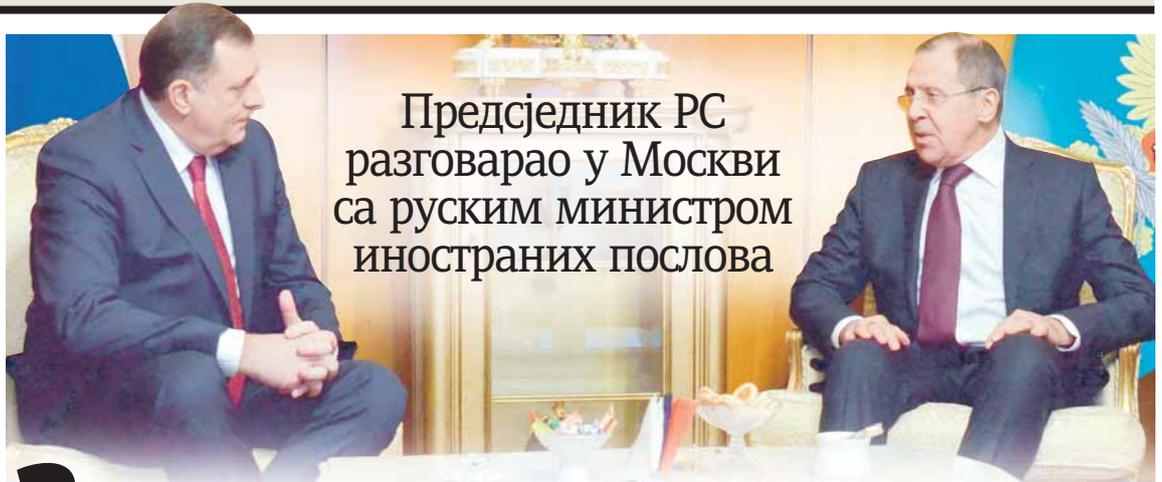 Предсједник РС
разговарао у Москви
са руским министром
иностраних послова